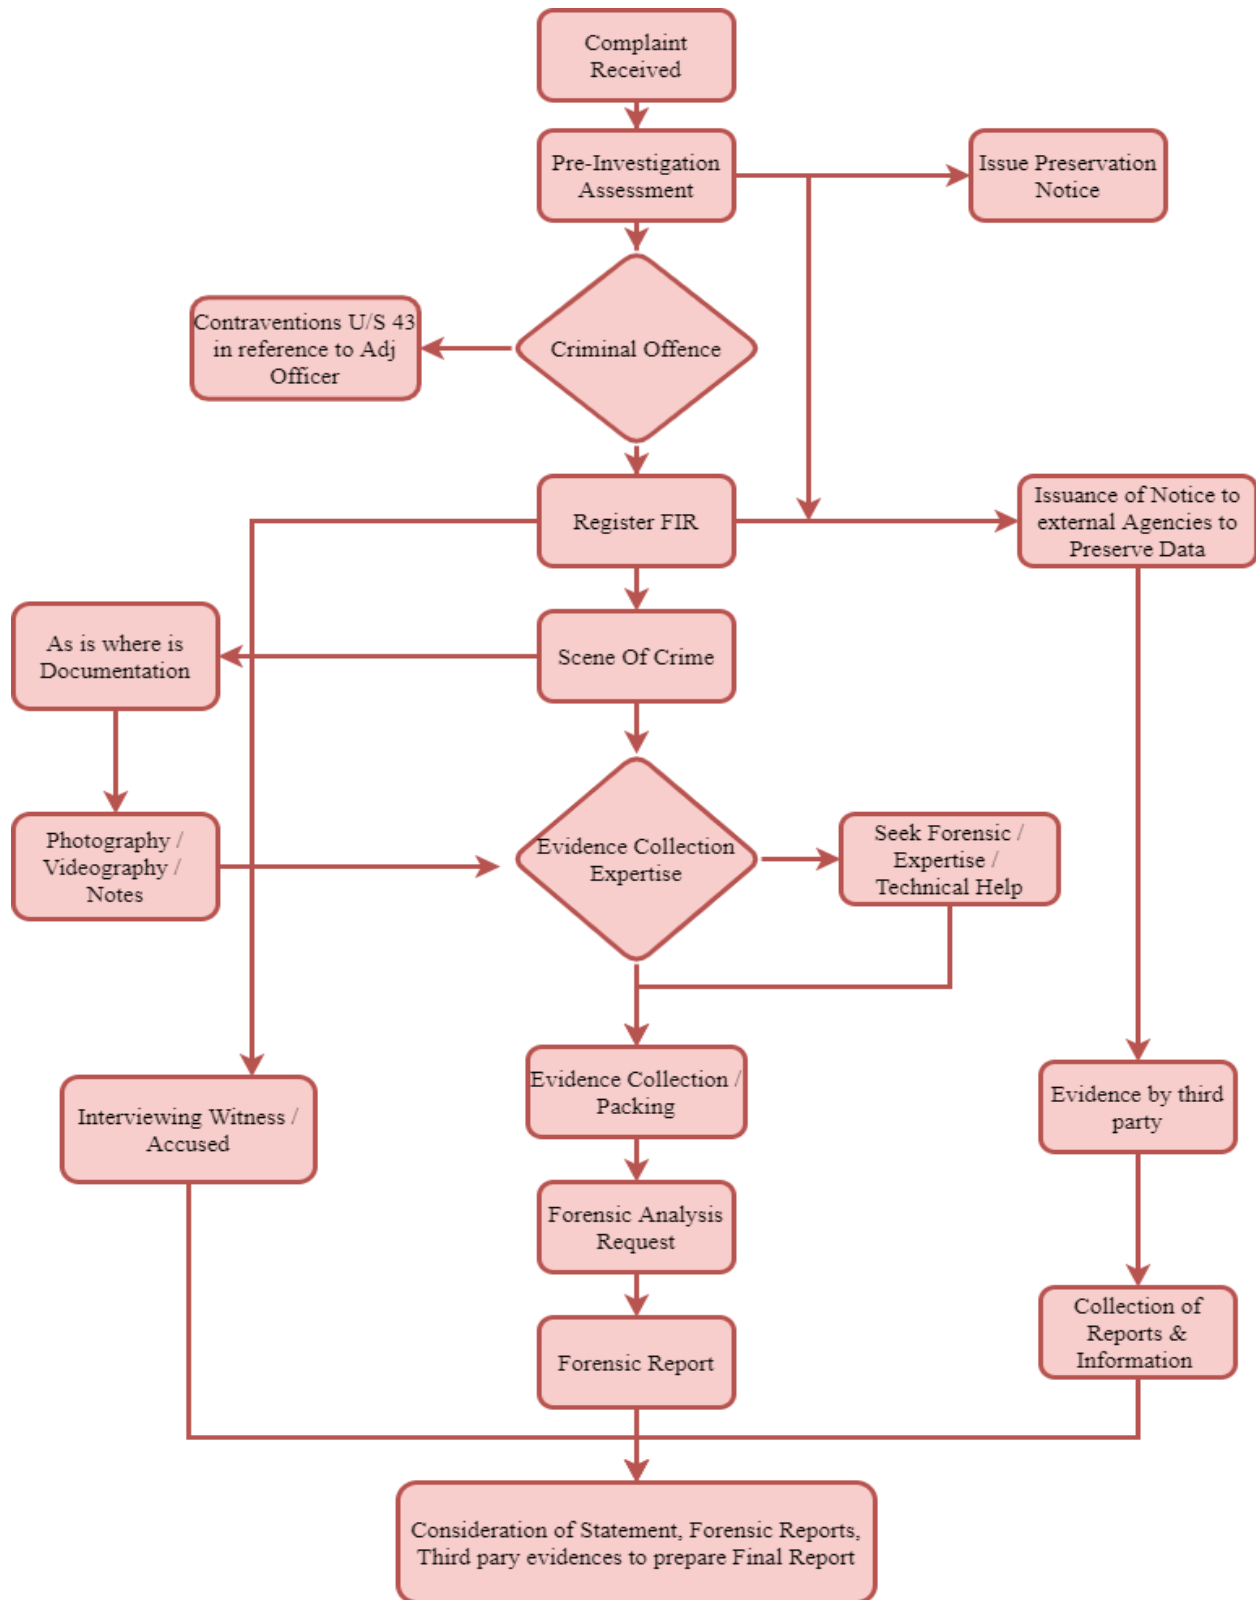 Complaint
Received
Pre-Investigation
Assessment
Issue Preservation
Notice
Contraventions U/S 43
in reference to Adj
Officer
Criminal Offence
Register FIR
Issuance of Notice to
external Agencies to
Preserve Data
As is where is
Documentation
Scene Of Crime
Photography /
Videography /
Notes
Evidence Collection
Expertise
Seek Forensic /
Expertise /
Technical Help
Interviewing Witness /
Accused
Evidence Collection /
Packing
Evidence by third
party
Forensic Analysis
Request
Forensic Report
Collection of
Reports &
Information
Consideration of Statement, Forensic Reports,
Third pary evidences to prepare Final Report